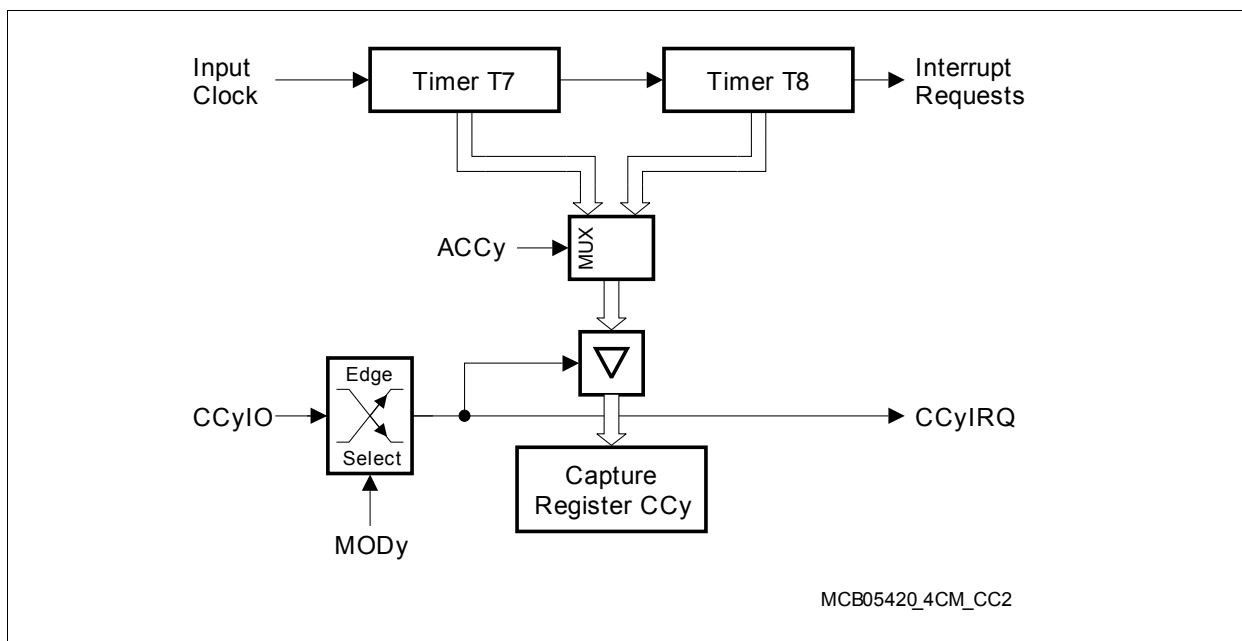 Input
Clock
Timer T7
Timer T8
Interrupt
Requests
ACCy
MUX
Edge
Select
CCyIO
CCyIRQ
Capture
Register CCy
MODy
MCB05420_4CM_CC2